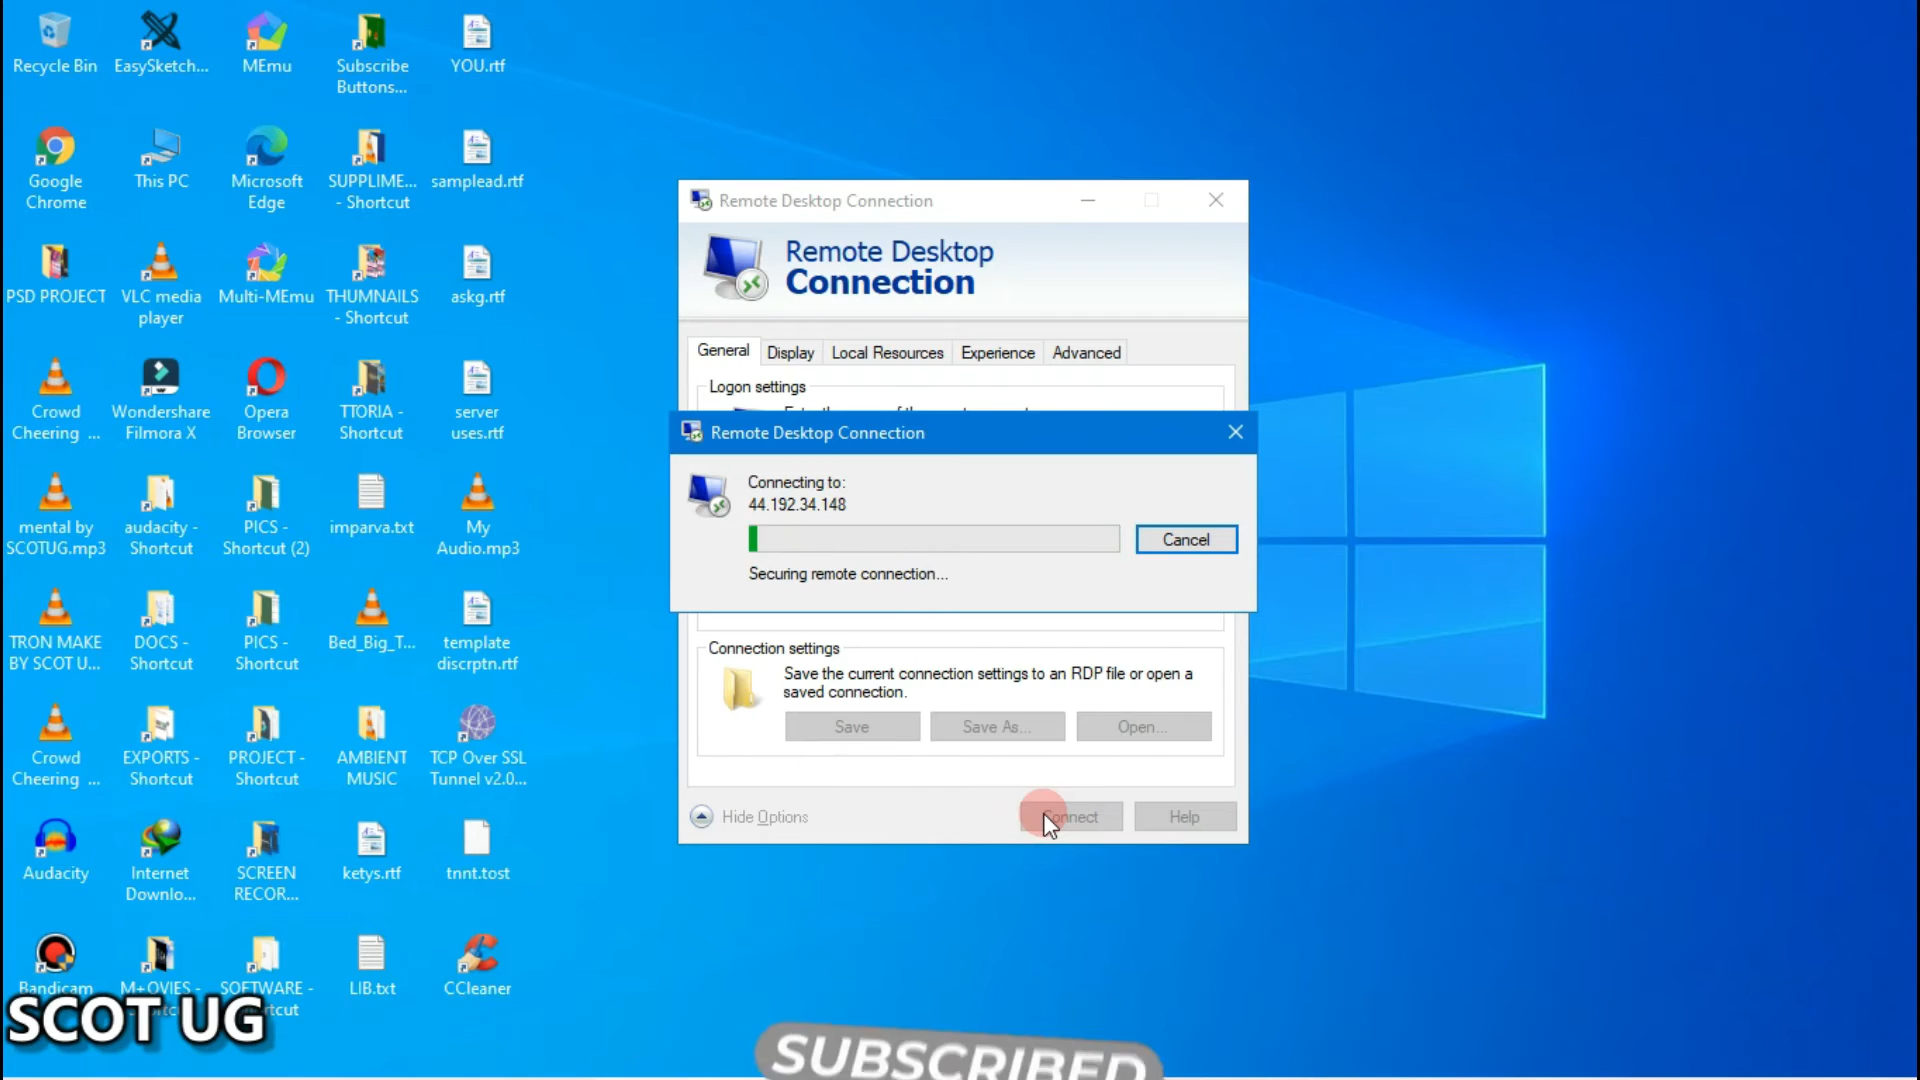 Recycle Bin
EasySketch...
MEmu
Subscribe
Buttons...
YOU.rtf
Google
Chrome
This PC
Microsoft
Edge
SUPPLIME...
- Shortcut
samplead.rtf
PSD PROJECT
VLC media
player
Multi-MEmu
THUMNAILS
- Shortcut
askg.rtf
Crowd
Cheering ...
Wondershare
Filmora X
Opera
Browser
TTORIA -
Shortcut
server
uses.rtf
mental by
SCOTUG.mp3
audacity -
Shortcut
PICS -
Shortcut (2)
imparva.txt
My
Audio.mp3
TRON MAKE
BY SCOT U...
DOCS -
Shortcut
PICS -
Shortcut
Bed_Big_T...
template
discrptn.rtf
Crowd
Cheering ...
EXPORTS -
Shortcut
PROJECT -
Shortcut
AMBIENT
MUSIC
TCP Over SSL
Tunnel v2.0...
Audacity
Internet
Downlo...
SCREEN
RECOR...
ketys.rtf
tnnt.tost
Bandicam
M+OVIES -
SOFTWARE -
LIB.txt
CCleaner
SCOT UG
Remote Desktop Connection
Remote Desktop
Connection
General
Display
Local Resources
Experience
Advanced
Logon settings
Remote Desktop Connection
Connecting to:
44.192.34.148
Cancel
Securing remote connection...
Connection settings
Save the current connection settings to an RDP file or open a
saved connection.
Save
Save As...
Open...
Hide Options
Connect
Help
SUBSCRIBED